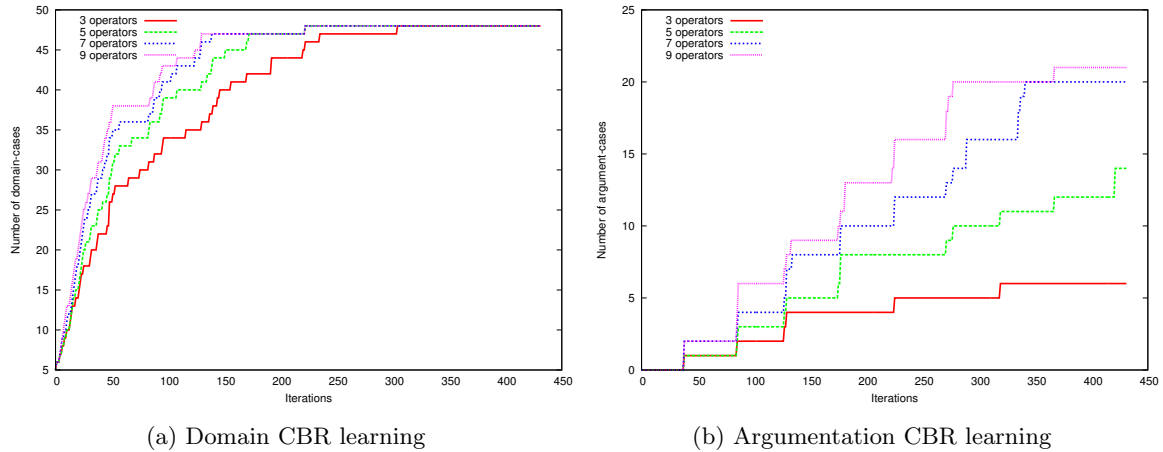 3 operators
5 operators
7 operators
9 operators
50
45
40
35
30
25
20
15
10
5
Number of domain-cases
0 50 100 150 200 250 300 350 400 450
Iterations
(a) Domain CBR learning
3 operators
5 operators
7 operators
9 operators
25
20
15
10
5
0
Number of argument-cases
0 50 100 150 200 250 300 350 400 450
Iterations
(b) Argumentation CBR learning